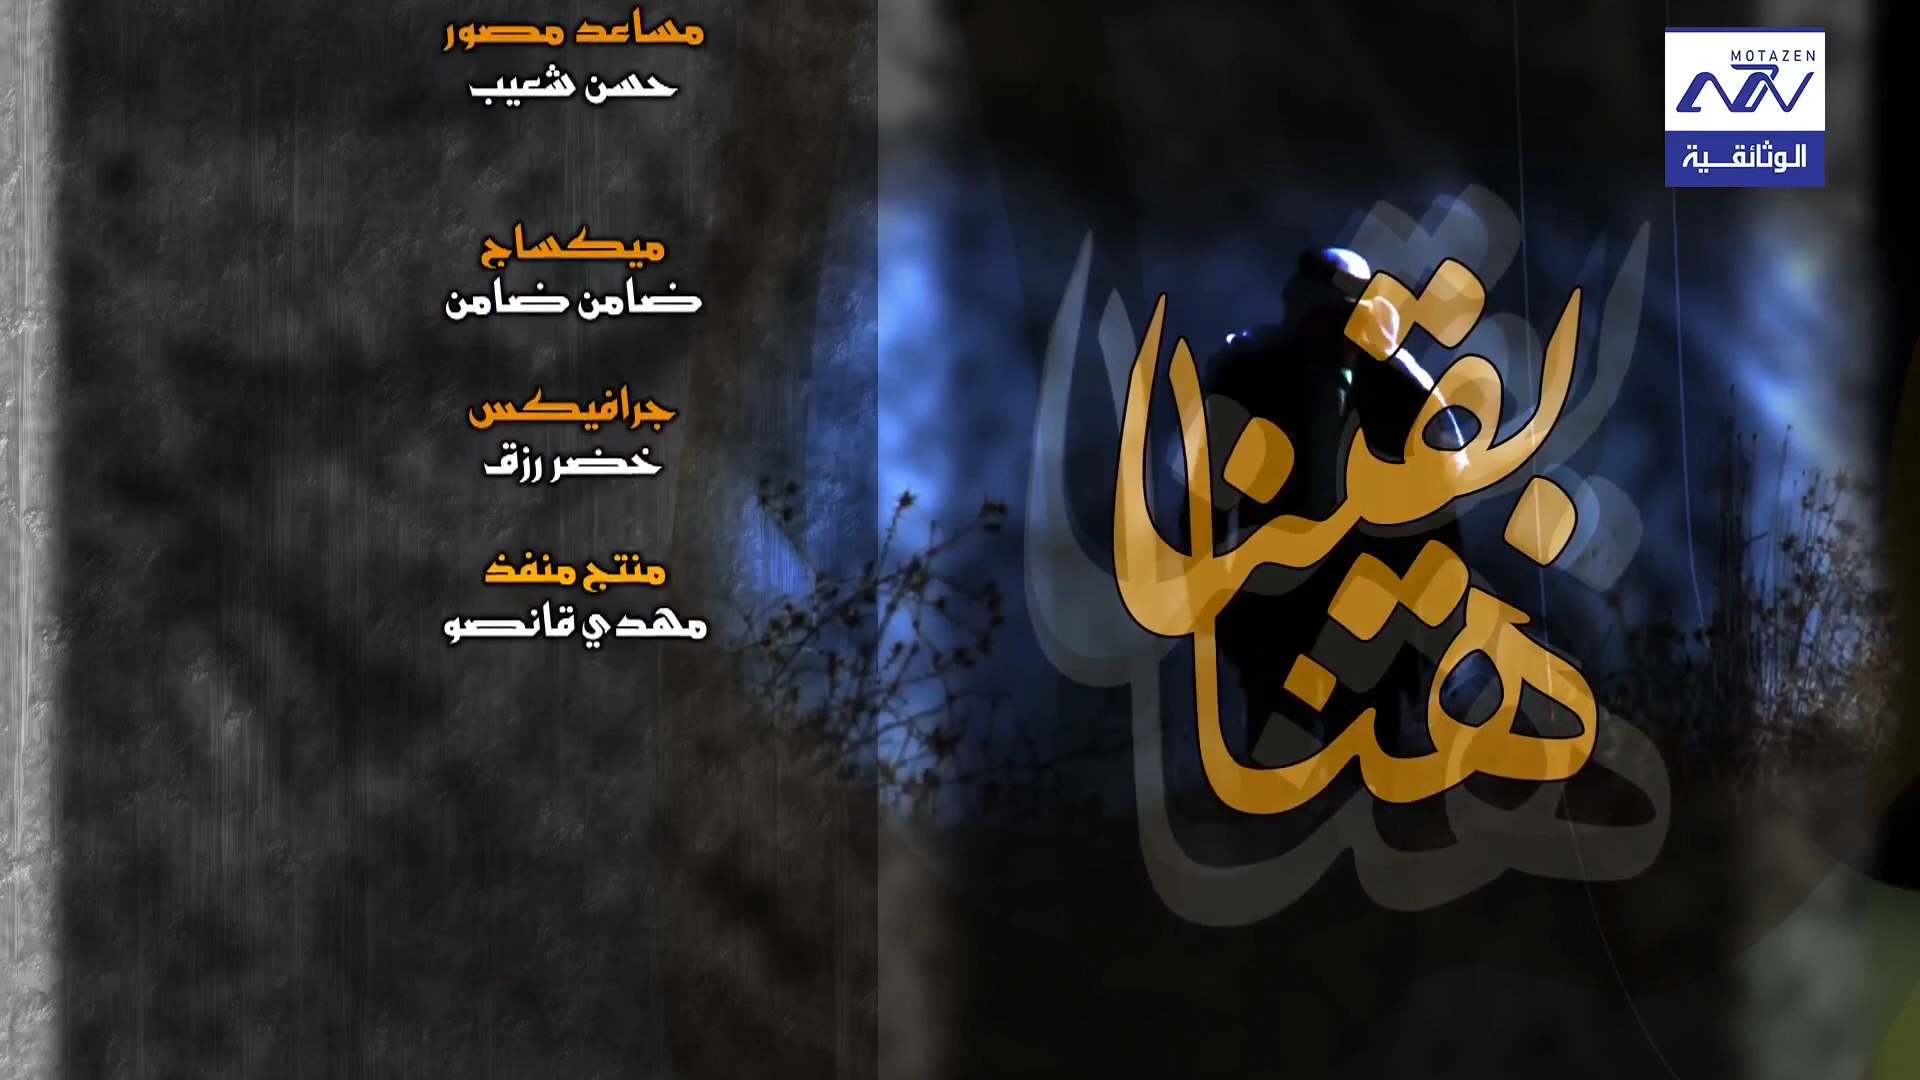 مساعد مصور
حسن شعيب
ميكساج
ضامن ضامن
جرافيكس
خضر رزق
منتج منفذ
مهدي قانصو
بقينا
هنا
MOTAZEN
الوثائقية